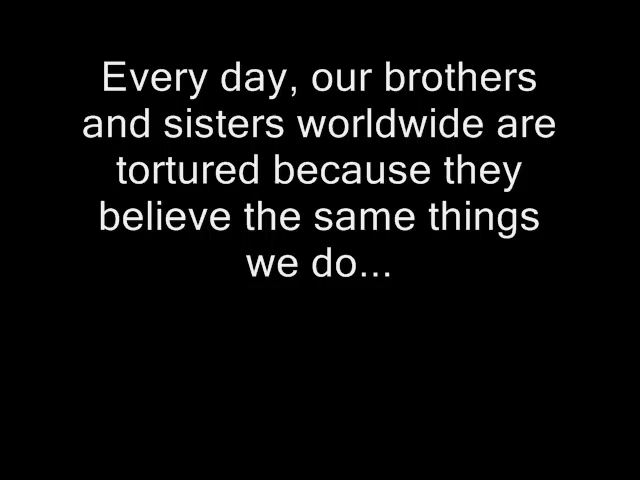 Every day, our brothers
and sisters worldwide are
tortured because they
believe the same things
we do...